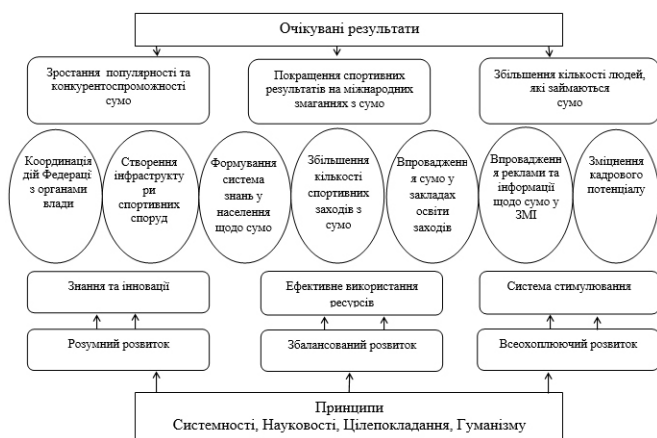 Очікувані результати
Зростання популярності та
конкурентоспроможності
сумо
Покращення спортивних
результатів на міжнародних
змаганнях з сумо
Збільшення кількості людей,
які займаються
сумо
Координація
дій Федерації
з органами
влади
Створення
інфраструкту
ри
спортивних
споруд
Формування
система
знань у
населення
щодо сумо
Збільшення
кількості
спортивних
заходів з
сумо
Впровадженн
я сумо у
закладах
освіти
заходів
Впровадженн
я реклами та
інформації
щодо сумо у
ЗМІ
Зміцнення
кадрового
потенціалу
Знання та інновації
Ефективне використання
ресурсів
Система стимулювання
Розумний розвиток
Збалансований розвиток
Всеохоплюючий розвиток
Принципи
Системності, Науковості, Цілепокладання, Гуманізму